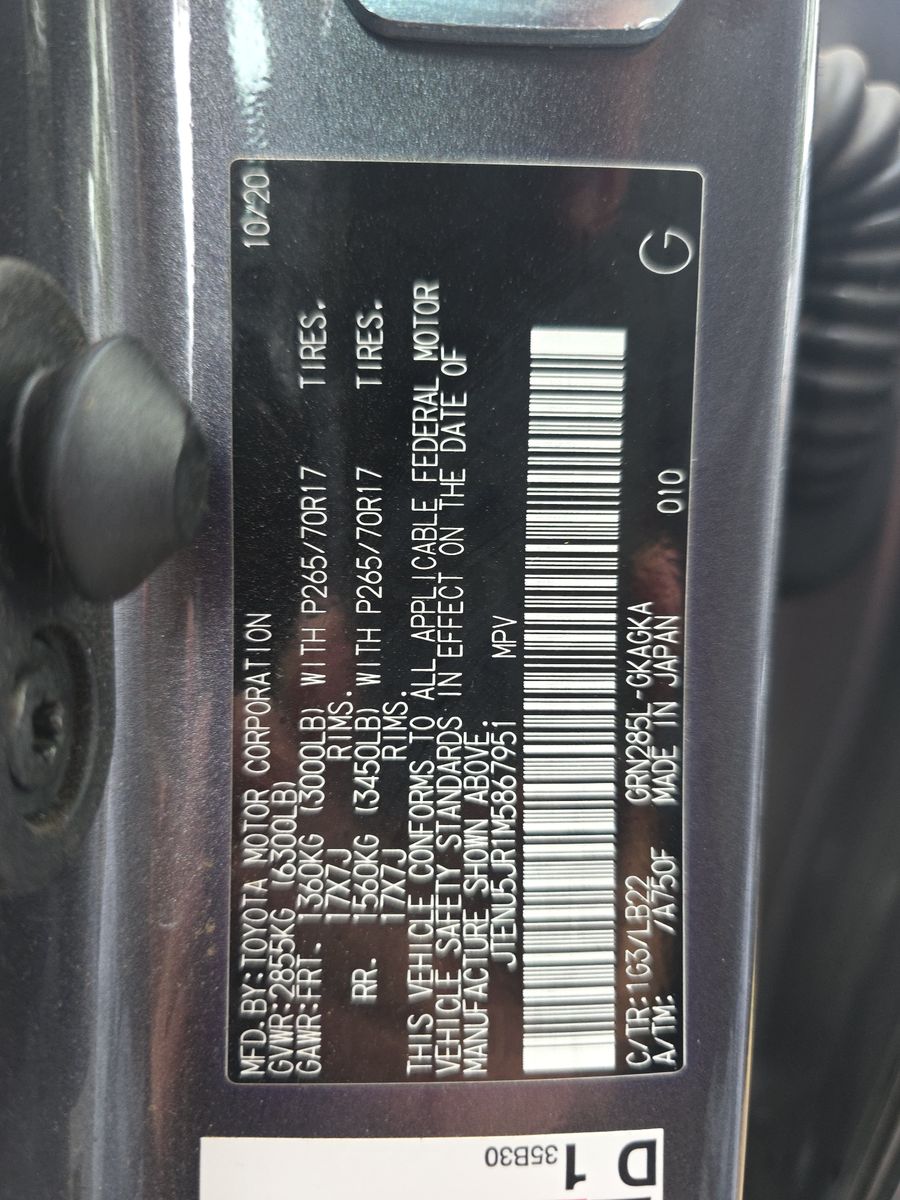 MFD.BY:TOYOTA MOTOR CORPORATION 10/20
GVWR:2855KG (6300LB)
GAWR:FRT. 1360KG (3000LB) WITH P265/70R17 TIRES.
17X7J RIMS.
RR. 1560KG (3450LB) WITH P265/70R17 TIRES.
17X7J RIMS.
THIS VEHICLE CONFORMS TO ALL APPLICABLE FEDERAL MOTOR
VEHICLE SAFETY STANDARDS IN EFFECT ON THE DATE OF
MANUFACTURE SHOWN ABOVE.
JTENU5JR1M5867951 MPV
C/TR:1G3/LB22 GRN285L-GKAGKA 010 G
A/TM: /A750F MADE IN JAPAN
D 1
35B30